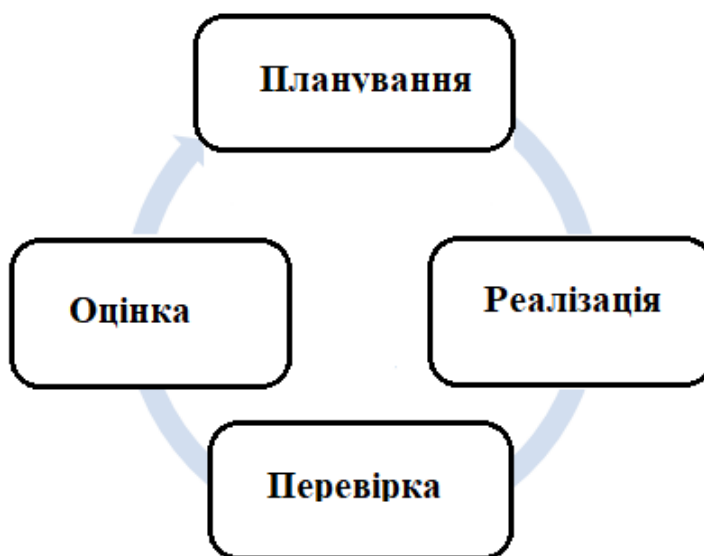 Планування
Реалізація
Перевірка
Оцінка